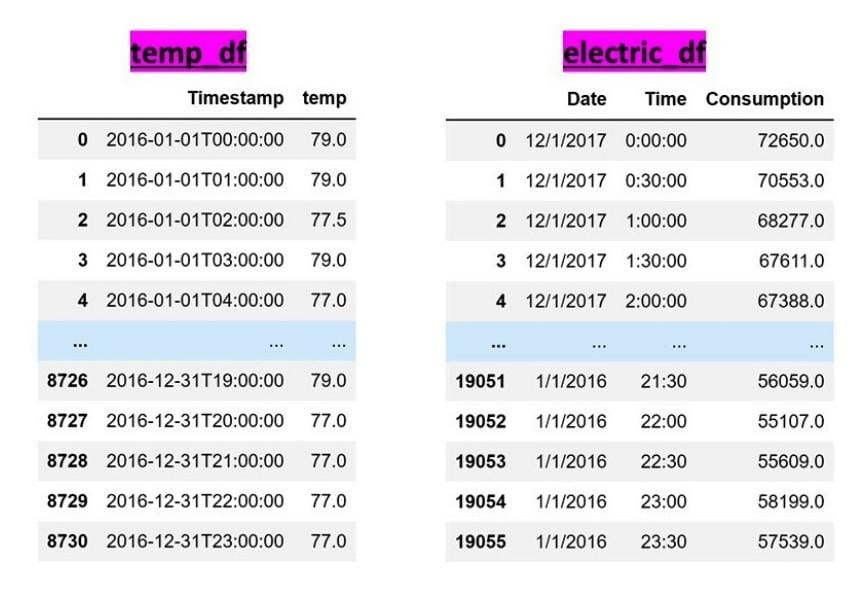 temp_df
Timestamp temp
0 2016-01-01T00:00:00 79.0
1 2016-01-01T01:00:00 79.0
2 2016-01-01T02:00:00 77.5
3 2016-01-01T03:00:00 79.0
4 2016-01-01T04:00:00 77.0
... ... ...
8726 2016-12-31T19:00:00 79.0
8727 2016-12-31T20:00:00 77.0
8728 2016-12-31T21:00:00 77.0
8729 2016-12-31T22:00:00 77.0
8730 2016-12-31T23:00:00 77.0
electric_df
Date Time Consumption
0 12/1/2017 0:00:00 72650.0
1 12/1/2017 0:30:00 70553.0
2 12/1/2017 1:00:00 68277.0
3 12/1/2017 1:30:00 67611.0
4 12/1/2017 2:00:00 67388.0
... ... ... ...
19051 1/1/2016 21:30 56059.0
19052 1/1/2016 22:00 55107.0
19053 1/1/2016 22:30 55609.0
19054 1/1/2016 23:00 58199.0
19055 1/1/2016 23:30 57539.0